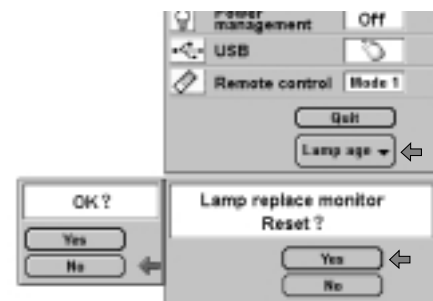 Power
management Off
USB
Remote control Mode 1
Quit
Lamp age
OK ?
Yes
No
Lamp replace monitor
Reset ?
Yes
No